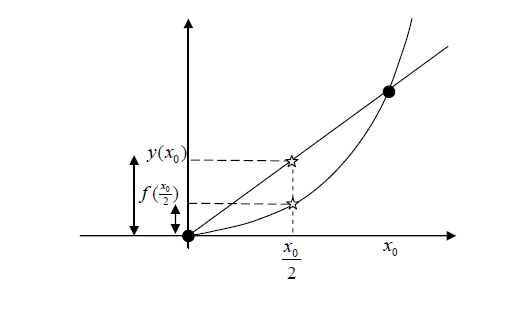 y(x₀)
f(x₀/2)
x₀/2
x₀